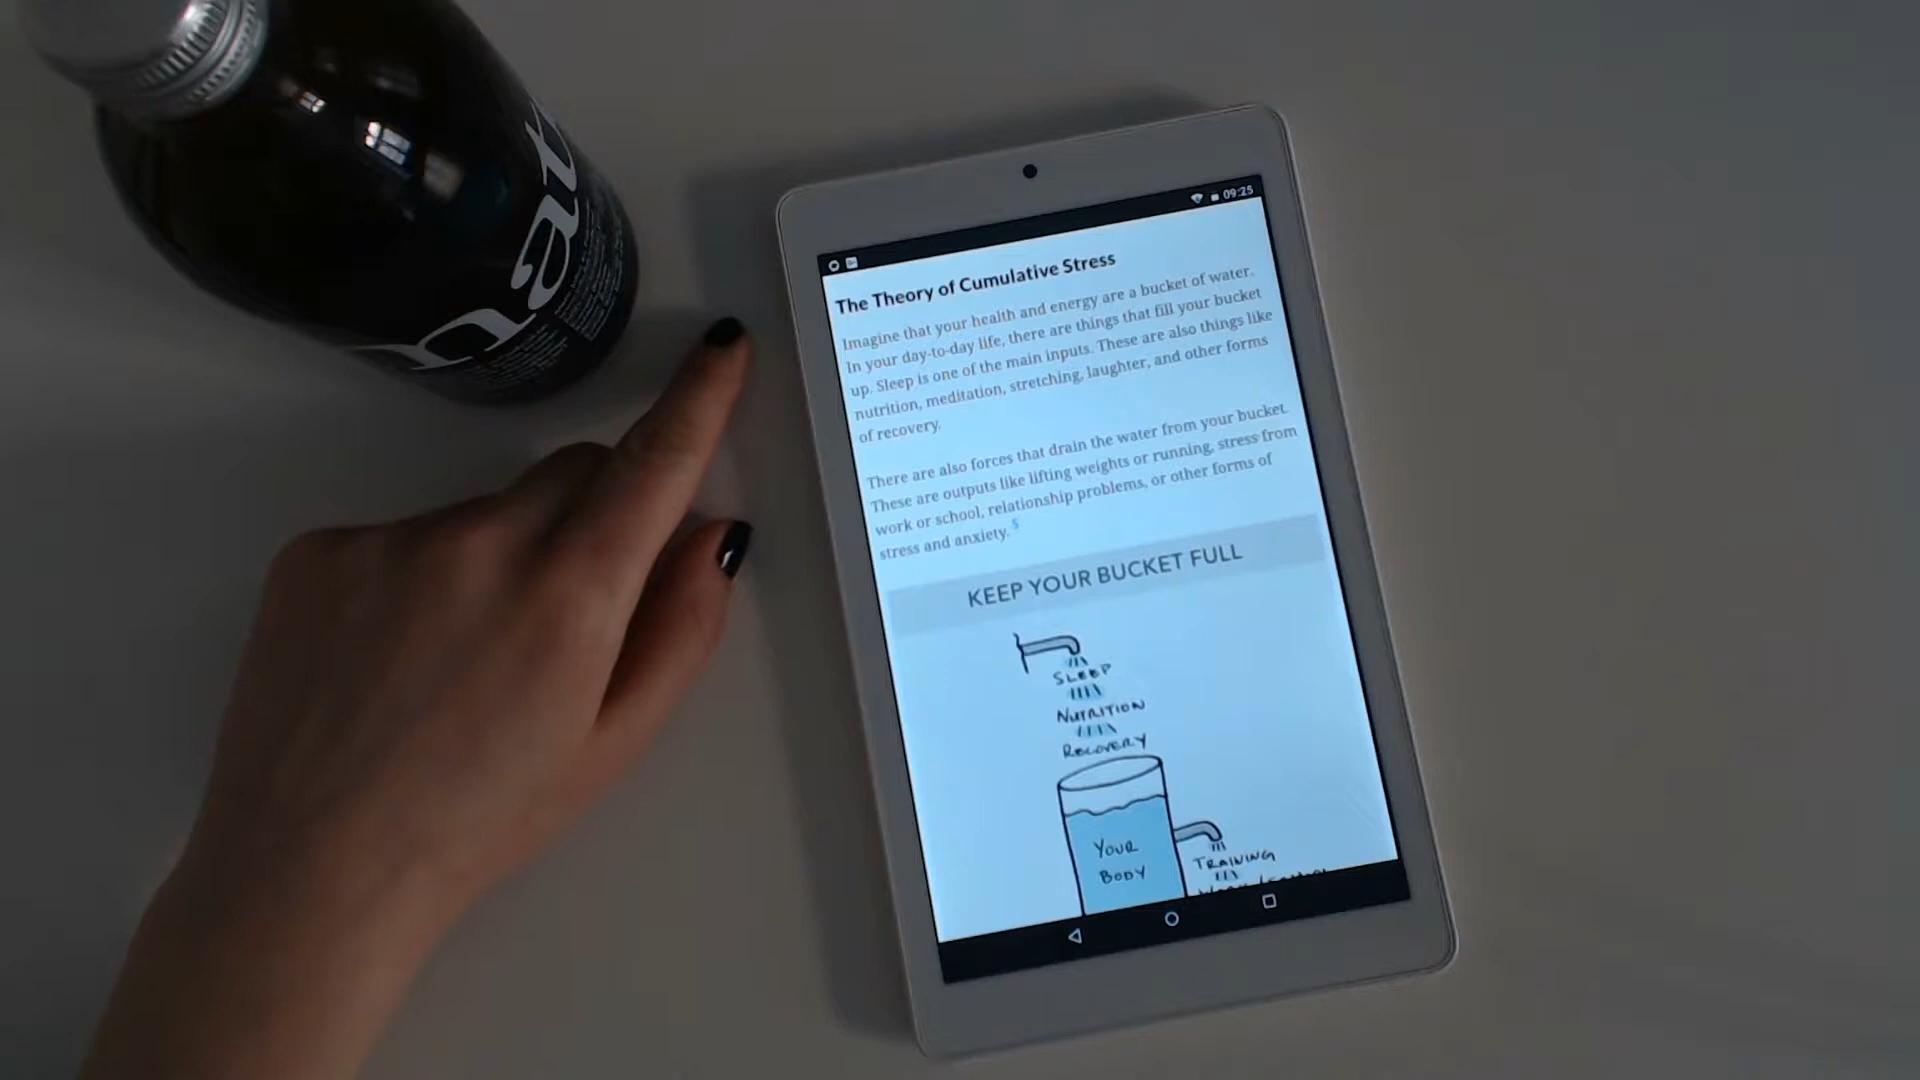 09:25
The Theory of Cumulative Stress
Imagine that your health and energy are a bucket of water.
In your day-to-day life, there are things that fill your bucket
up. Sleep is one of the main inputs. These are also things like
nutrition, meditation, stretching, laughter, and other forms
of recovery.
There are also forces that drain the water from your bucket.
These are outputs like lifting weights or running, stress from
work or school, relationship problems, or other forms of
stress and anxiety. 5
KEEP YOUR BUCKET FULL
SLEEP
NUTRITION
RECOVERY
YOUR
BODY
TRAINING